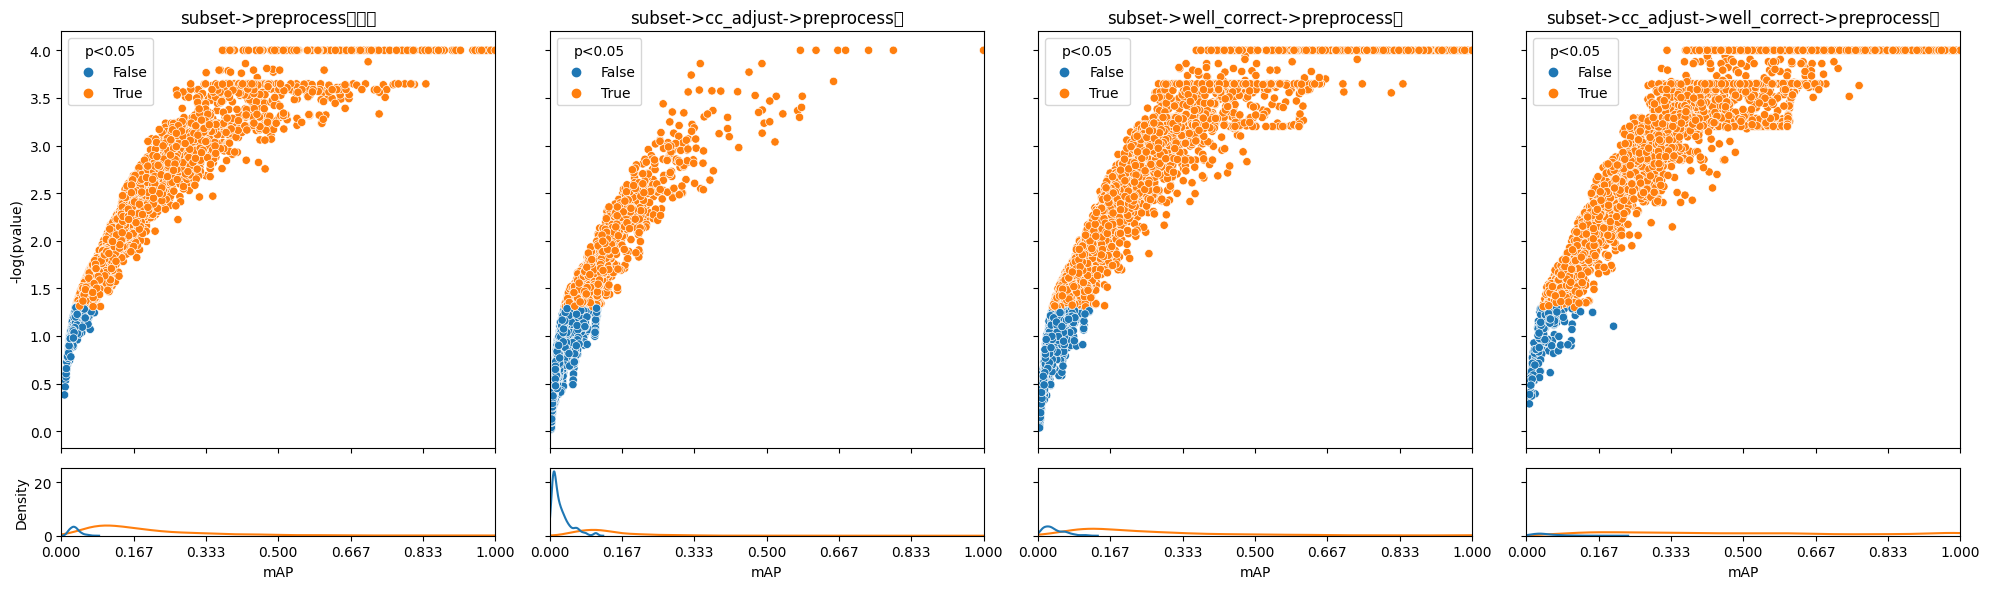 subset->preprocess
subset->cc_adjust->preprocess
subset->well_correct->preprocess
subset->cc_adjust->well_correct->preprocess
-log(pvalue)
4.0
3.5
3.0
2.5
2.0
1.5
1.0
0.5
0.0
p<0.05
False
True
p<0.05
False
True
p<0.05
False
True
p<0.05
False
True
Density
20
0
0.000 0.167 0.333 0.500 0.667 0.833 1.000
mAP
0.000 0.167 0.333 0.500 0.667 0.833 1.000
mAP
0.000 0.167 0.333 0.500 0.667 0.833 1.000
mAP
0.000 0.167 0.333 0.500 0.667 0.833 1.000
mAP